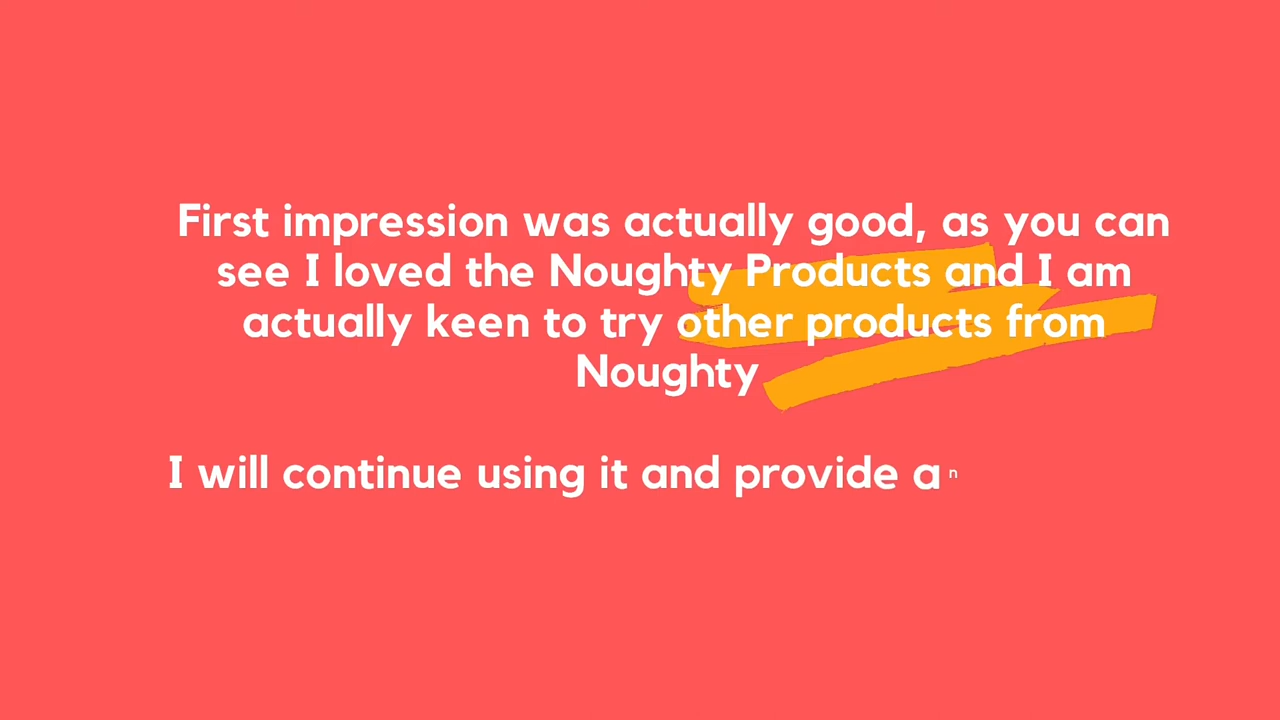 First impression was actually good, as you can
see I loved the Noughty Products and I am
actually keen to try other products from
Noughty
I will continue using it and provide an